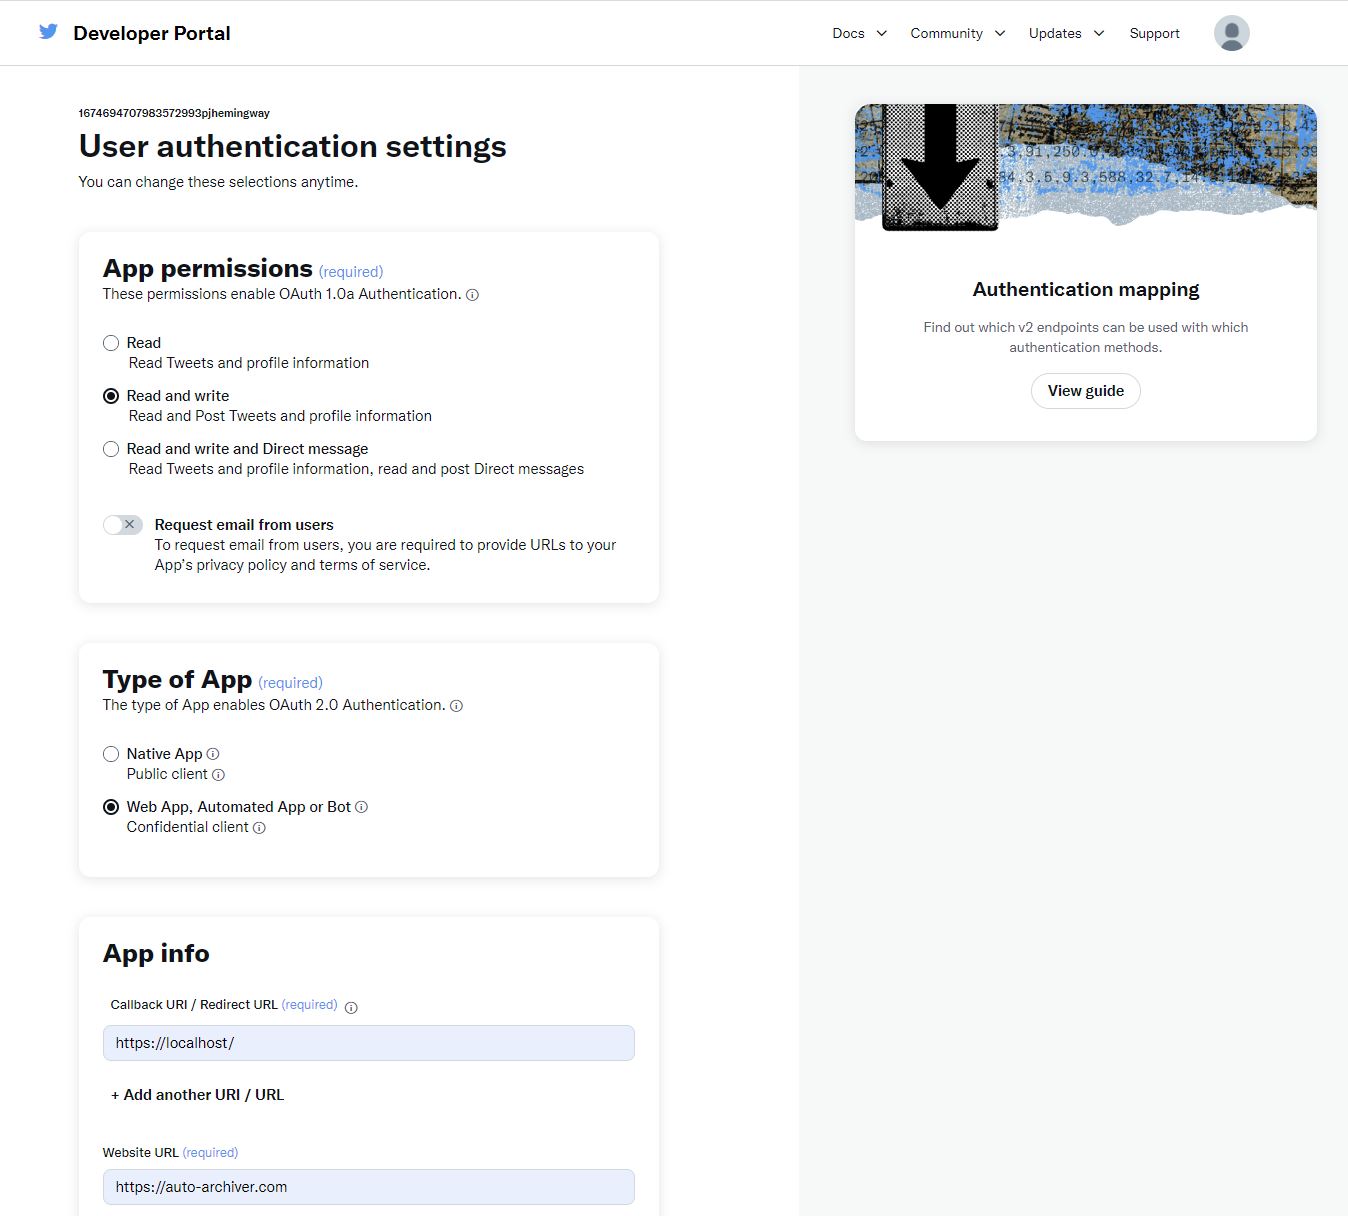 Developer Portal
Docs
Community
Updates
Support
1674694707983572993pjhemingway
User authentication settings
You can change these selections anytime.
App permissions (required)
These permissions enable OAuth 1.0a Authentication.
Read
Read Tweets and profile information
Read and write
Read and Post Tweets and profile information
Read and write and Direct message
Read Tweets and profile information, read and post Direct messages
Request email from users
To request email from users, you are required to provide URLs to your
App's privacy policy and terms of service.
Type of App (required)
The type of App enables OAuth 2.0 Authentication.
Native App
Public client
Web App, Automated App or Bot
Confidential client
App info
Callback URI / Redirect URL (required)
https://localhost/
+ Add another URI / URL
Website URL (required)
https://auto-archiver.com
Authentication mapping
Find out which v2 endpoints can be used with which
authentication methods.
View guide